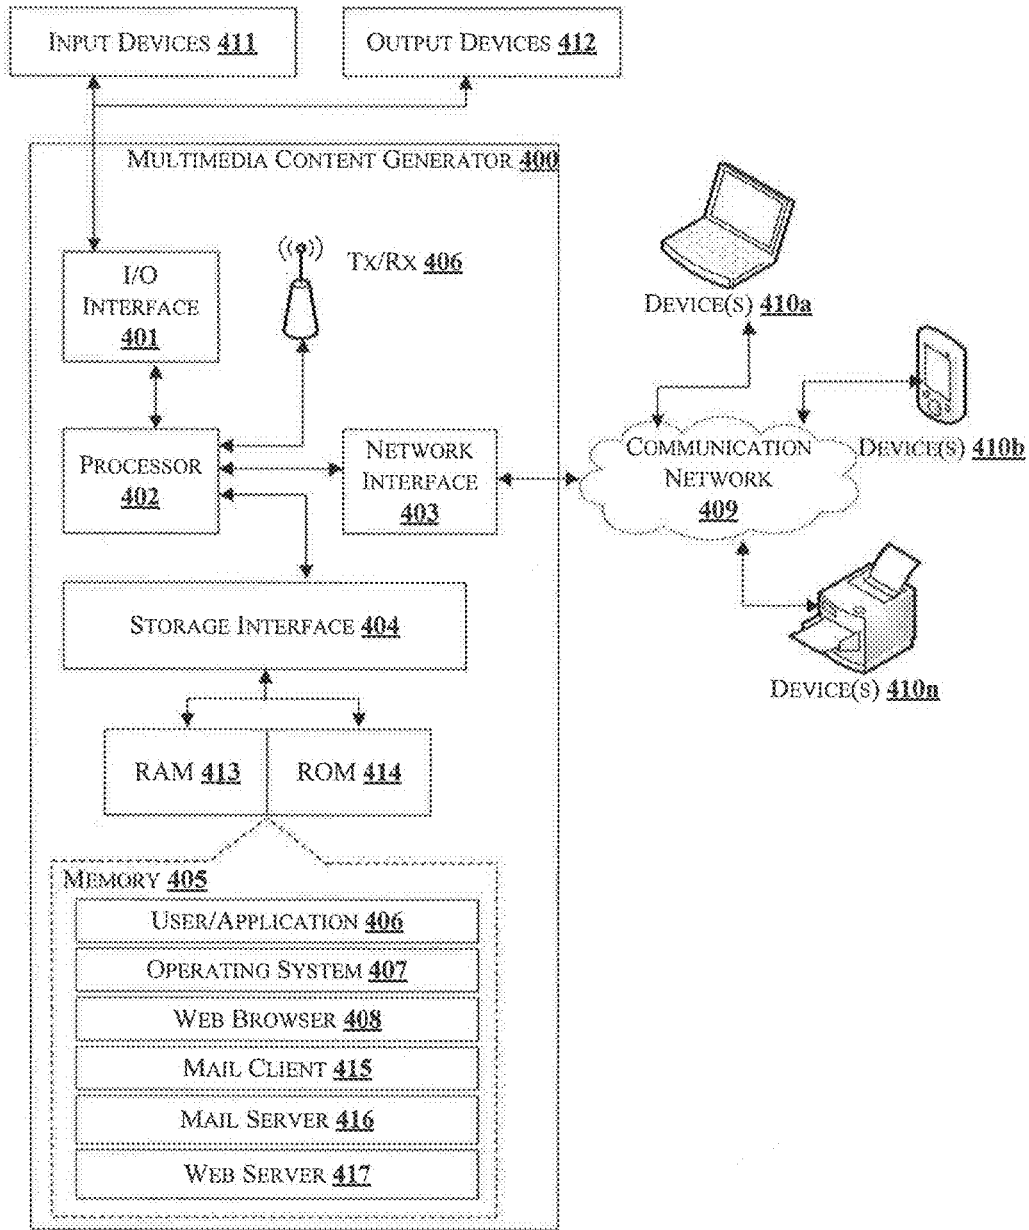 INPUT DEVICES 411
OUTPUT DEVICES 412
MULTIMEDIA CONTENT GENERATOR 400
I/O
INTERFACE
401
TX/RX 406
DEVICE(S) 410a
PROCESSOR
402
NETWORK
INTERFACE
403
COMMUNICATION
NETWORK
409
DEVICE(S) 410b
STORAGE INTERFACE 404
DEVICE(S) 410n
RAM 413
ROM 414
MEMORY 405
USER/APPLICATION 406
OPERATING SYSTEM 407
WEB BROWSER 408
MAIL CLIENT 415
MAIL SERVER 416
WEB SERVER 417